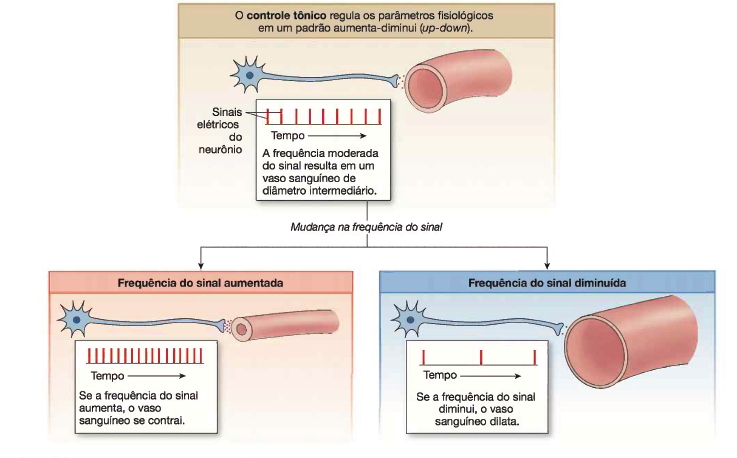 O controle tônico regula os parâmetros fisiológicos
em um padrão aumenta-diminui (up-down).
Sinais
elétricos
do
neurônio
Tempo
A frequência moderada
do sinal resulta em um
vaso sanguíneo de
diâmetro intermediário.
Mudança na frequência do sinal
Frequência do sinal aumentada
Tempo
Se a frequência do sinal
aumenta, o vaso
sanguíneo se contrai.
Frequência do sinal diminuída
Tempo
Se a frequência do sinal
diminui, o vaso
sanguíneo dilata.